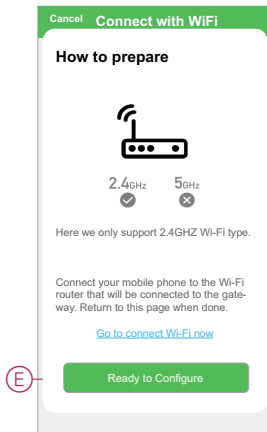 Cancel Connect with WiFi
How to prepare
2.4GHz 5GHz
Here we only support 2.4GHZ Wi-Fi type.
Connect your mobile phone to the Wi-Fi
router that will be connected to the gate-
way. Return to this page when done.
Go to connect Wi-Fi now
E
Ready to Configure